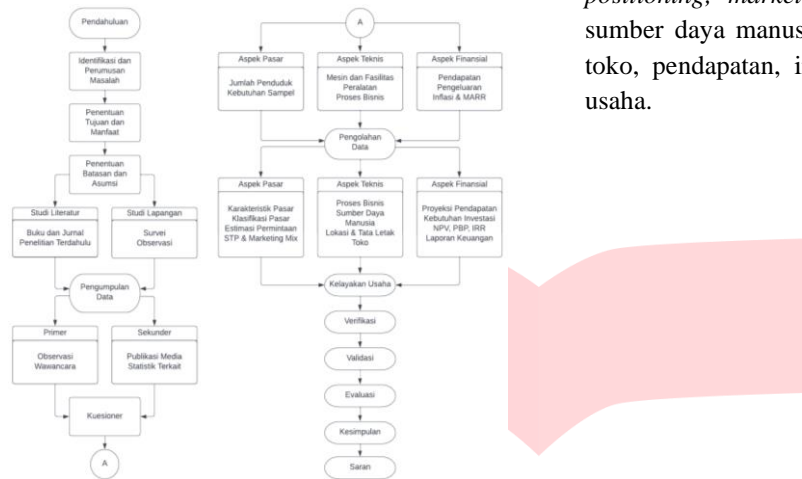 Pendahuluan
Identifikasi dan
Perumusan
Masalah
Penentuan
Tujuan dan
Manfaat
Penentuan
Batasan dan
Asumsi
Studi Literatur
Buku dan Jurnal
Penelitian Terdahulu
Studi Lapangan
Survei
Observasi
Pengumpulan
Data
Primer
Observasi
Wawancara
Sekunder
Publikasi Media
Statistik Terkait
Kuesioner
A
A
Aspek Pasar
Jumlah Penduduk
Kebutuhan Sampel
Aspek Teknis
Mesin dan Fasilitas
Peralatan
Proses Bisnis
Aspek Finansial
Pendapatan
Pengeluaran
Inflasi & MARR
Pengolahan
Data
Aspek Pasar
Karakteristik Pasar
Klasifikasi Pasar
Estimasi Permintaan
STP & Marketing Mix
Aspek Teknis
Proses Bisnis
Sumber Daya
Manusia
Lokasi & Tata Letak
Toko
Aspek Finansial
Proyeksi Pendapatan
Kebutuhan Investasi
NPV, PBP, IRR
Laporan Keuangan
Kelayakan Usaha
Verifikasi
Validasi
Evaluasi
Kesimpulan
Saran
positioning, market
sumber daya manus
toko, pendapatan, i
usaha.